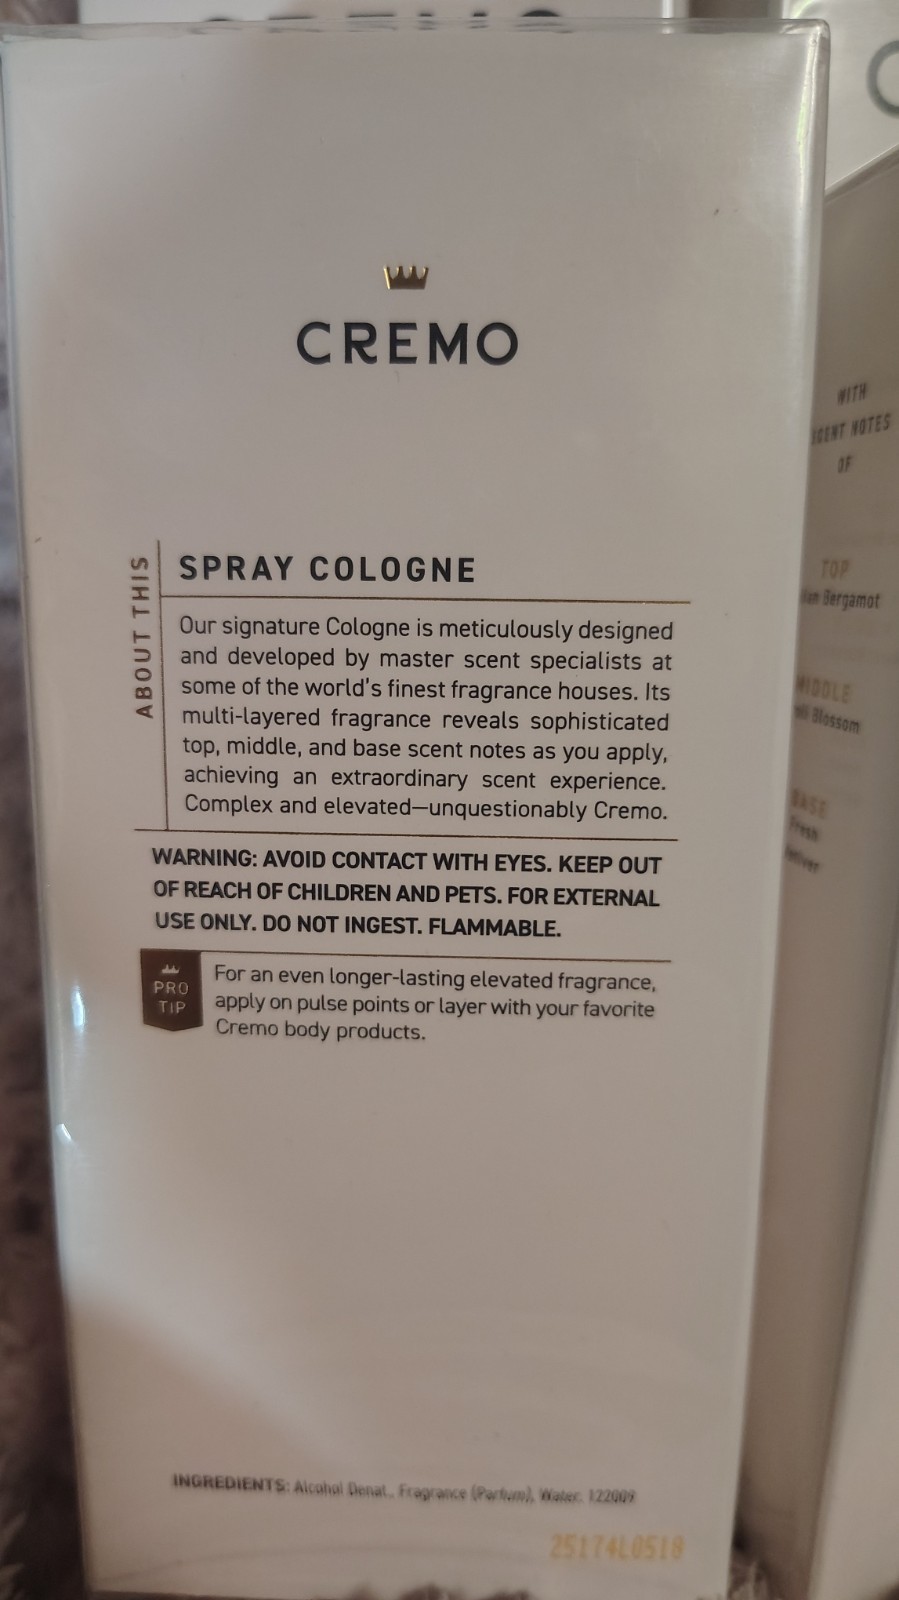 CREMO
SPRAY COLOGNE
ABOUT THIS
Our signature Cologne is meticulously designed
and developed by master scent specialists at
some of the world's finest fragrance houses. Its
multi-layered fragrance reveals sophisticated
top, middle, and base scent notes as you apply,
achieving an extraordinary scent experience.
Complex and elevated—unquestionably Cremo.
WARNING: AVOID CONTACT WITH EYES. KEEP OUT
OF REACH OF CHILDREN AND PETS. FOR EXTERNAL
USE ONLY. DO NOT INGEST. FLAMMABLE.
PRO
TIP
For an even longer-lasting elevated fragrance,
apply on pulse points or layer with your favorite
Cremo body products.
INGREDIENTS: Alcohol Denat., Fragrance (Parfum), Water. 122009
25174L0518
WITH
SCENT NOTES
OF
TOP
Bergamot
MIDDLE
Blossom
BASE
Fresh